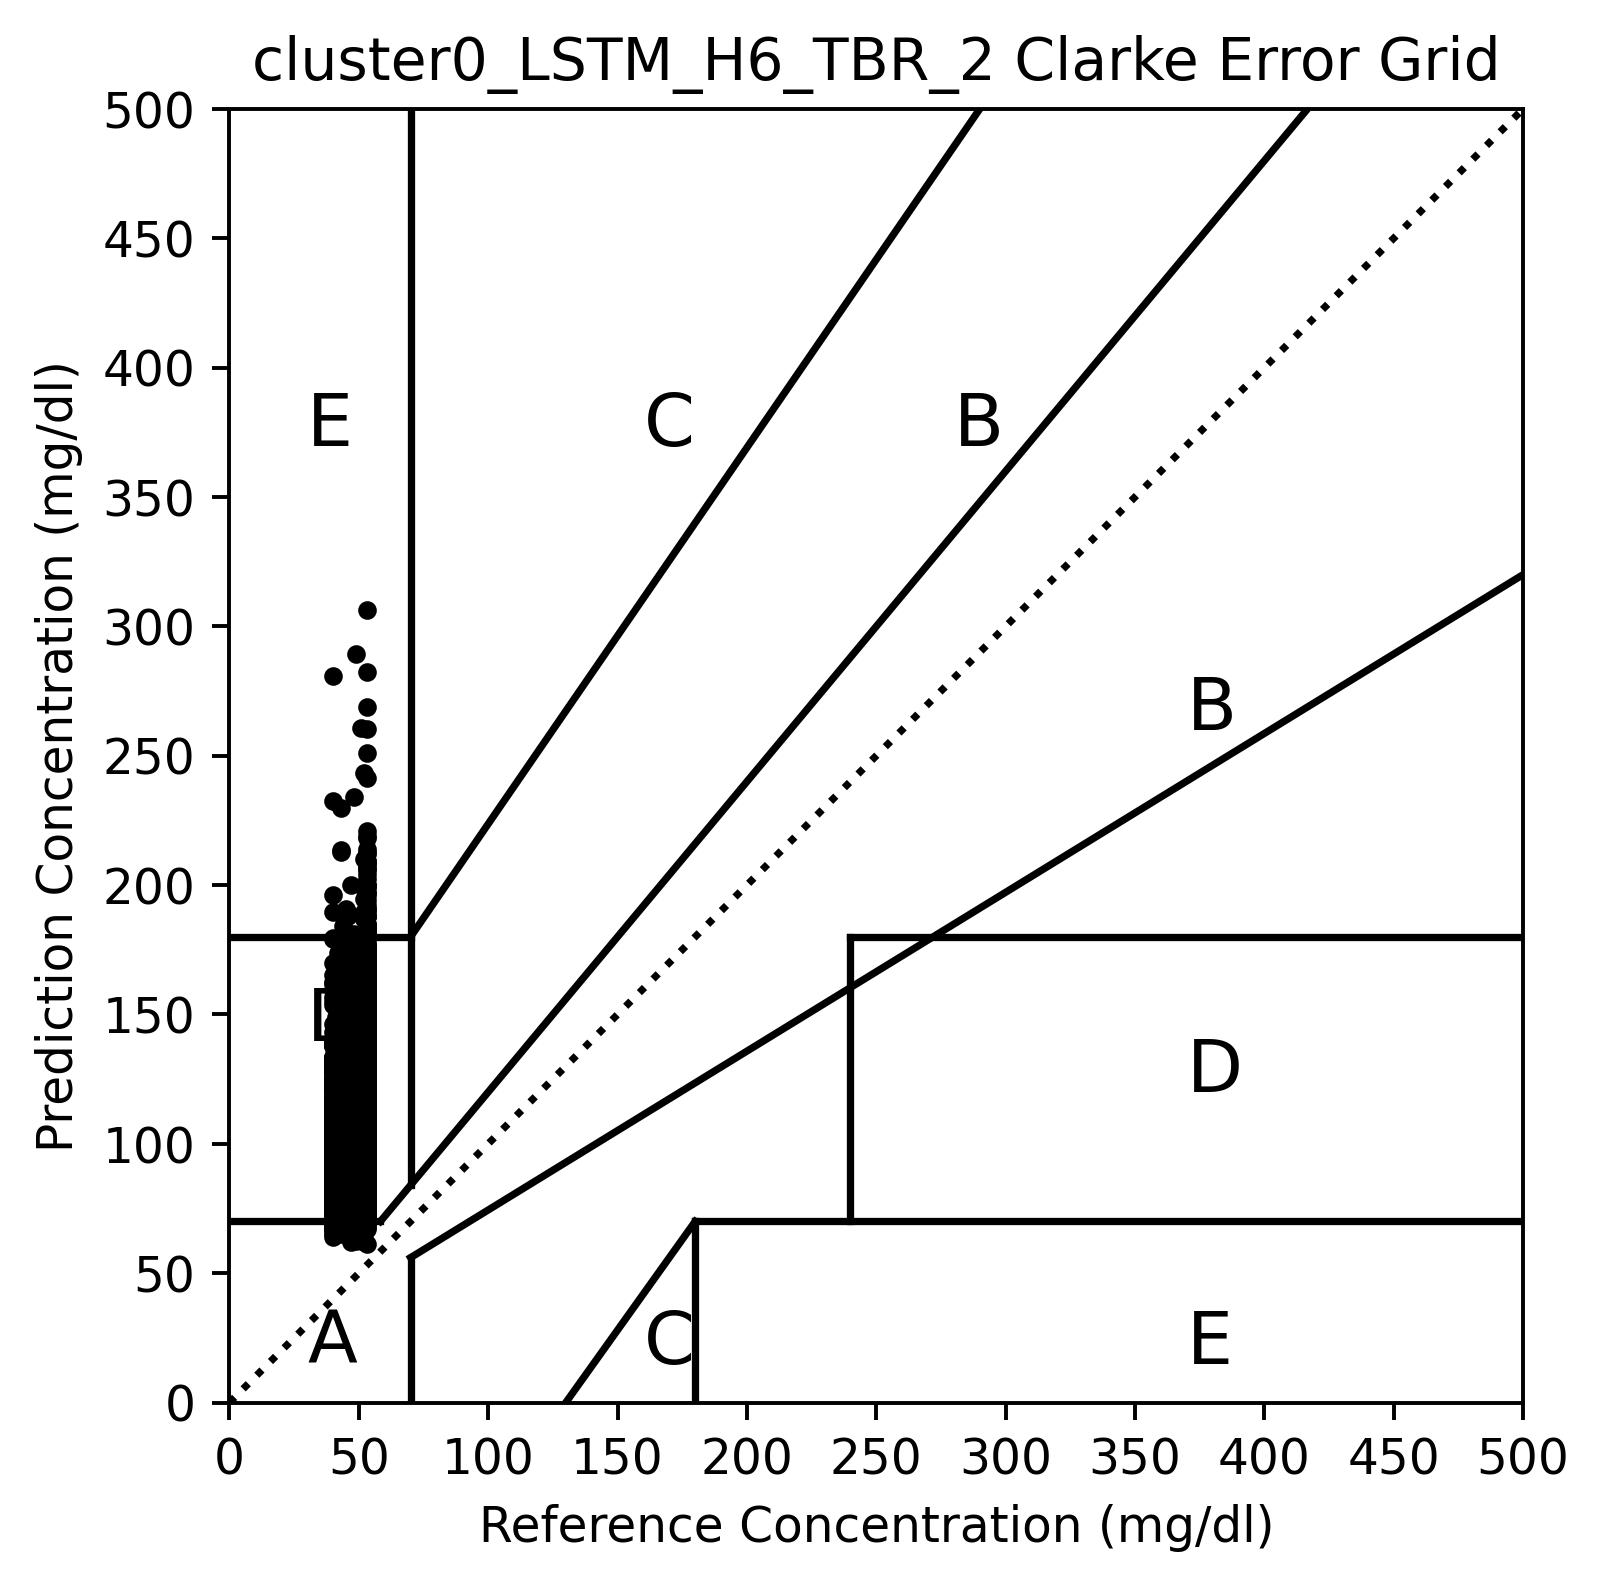 cluster0_LSTM_H6_TBR_2 Clarke Error Grid
500
450
400
350
300
250
200
150
100
50
0
Prediction Concentration (mg/dl)
E
C
B
B
D
A
C
E
0 50 100 150 200 250 300 350 400 450 500
Reference Concentration (mg/dl)